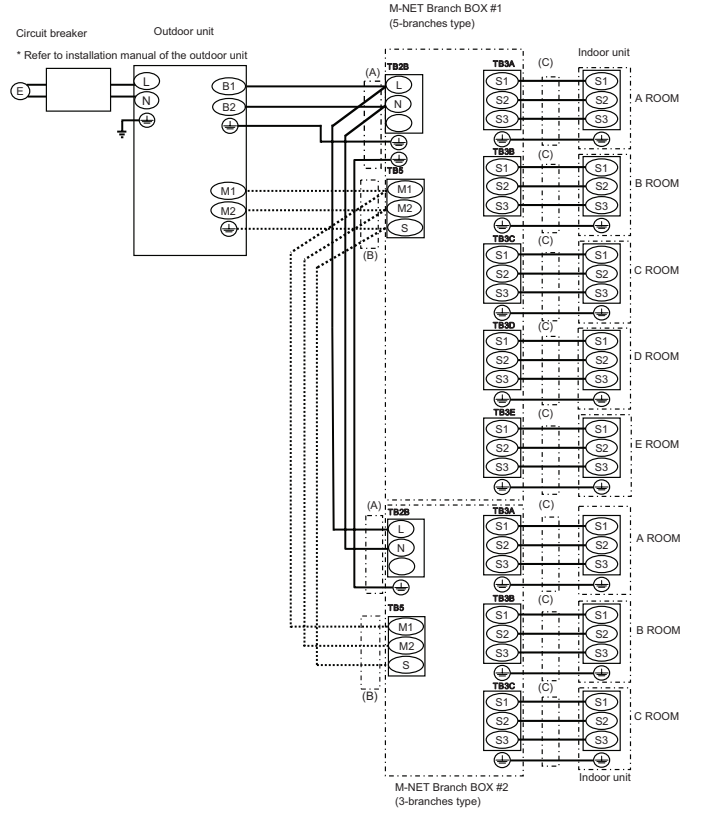 M-NET Branch BOX #1
(5-branches type)
Circuit breaker
Outdoor unit
* Refer to installation manual of the outdoor unit
Indoor unit
E
L
N
B1
B2
M1
M2
(A)
TB2B
L
N
TB5
M1
M2
S
(B)
TB3A
(C)
S1
S2
S3
S1
S2
S3
A ROOM
TB3B
(C)
S1
S2
S3
S1
S2
S3
B ROOM
TB3C
(C)
S1
S2
S3
S1
S2
S3
C ROOM
TB3D
(C)
S1
S2
S3
S1
S2
S3
D ROOM
TB3E
(C)
S1
S2
S3
S1
S2
S3
E ROOM
(A)
TB2B
L
N
TB5
M1
M2
S
(B)
TB3A
(C)
S1
S2
S3
S1
S2
S3
A ROOM
TB3B
(C)
S1
S2
S3
S1
S2
S3
B ROOM
TB3C
(C)
S1
S2
S3
S1
S2
S3
C ROOM
Indoor unit
M-NET Branch BOX #2
(3-branches type)